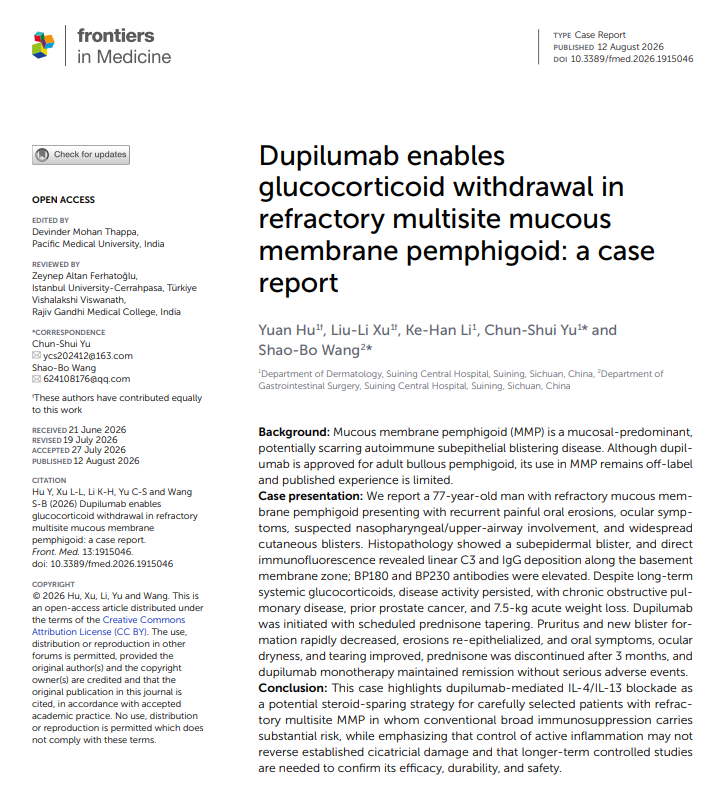 frontiers
in Medicine
TYPE Case Report
PUBLISHED 12 August 2026
DOI 10.3389/fmed.2026.1915046
Check for updates
OPEN ACCESS
EDITED BY
Devinder Mohan Thappa,
Pacific Medical University, India
REVIEWED BY
Zeynep Altan Ferhatoğlu,
Istanbul University-Cerrahpasa, Türkiye
Vishalakshi Viswanath,
Rajiv Gandhi Medical College, India
*CORRESPONDENCE
Chun-Shui Yu
ycs202412@163.com
Shao-Bo Wang
624108176@qq.com
†These authors have contributed equally
to this work
RECEIVED 21 June 2026
REVISED 19 July 2026
ACCEPTED 27 July 2026
PUBLISHED 12 August 2026
CITATION
Hu Y, Xu L-L, Li K-H, Yu C-S and Wang
S-B (2026) Dupilumab enables
glucocorticoid withdrawal in refractory
multisite mucous membrane
pemphigoid: a case report.
Front. Med. 13:1915046.
doi: 10.3389/fmed.2026.1915046
COPYRIGHT
© 2026 Hu, Xu, Li, Yu and Wang. This is
an open-access article distributed under
the terms of the Creative Commons
Attribution License (CC BY). The use,
distribution or reproduction in other
forums is permitted, provided the
original author(s) and the copyright
owner(s) are credited and that the
original publication in this journal is
cited, in accordance with accepted
academic practice. No use, distribution
or reproduction is permitted which does
not comply with these terms.
Dupilumab enables
glucocorticoid withdrawal in
refractory multisite mucous
membrane pemphigoid: a case
report
Yuan Hu1†, Liu-Li Xu1†, Ke-Han Li1, Chun-Shui Yu1* and
Shao-Bo Wang2*
1Department of Dermatology, Suining Central Hospital, Suining, Sichuan, China, 2Department of
Gastrointestinal Surgery, Suining Central Hospital, Suining, Sichuan, China
Background: Mucous membrane pemphigoid (MMP) is a mucosal-predominant,
potentially scarring autoimmune subepithelial blistering disease. Although dupil-
umab is approved for adult bullous pemphigoid, its use in MMP remains off-label
and published experience is limited.
Case presentation: We report a 77-year-old man with refractory mucous mem-
brane pemphigoid presenting with recurrent painful oral erosions, ocular symp-
toms, suspected nasopharyngeal/upper-airway involvement, and widespread
cutaneous blisters. Histopathology showed a subepidermal blister, and direct
immunofluorescence revealed linear C3 and IgG deposition along the basement
membrane zone; BP180 and BP230 antibodies were elevated. Despite long-term
systemic glucocorticoids, disease activity persisted, with chronic obstructive pul-
monary disease, prior prostate cancer, and 7.5-kg acute weight loss. Dupilumab
was initiated with scheduled prednisone tapering. Pruritus and new blister for-
mation rapidly decreased, erosions re-epithelialized, and oral symptoms, ocular
dryness, and tearing improved, prednisone was discontinued after 3 months, and
dupilumab monotherapy maintained remission without serious adverse events.
Conclusion: This case highlights dupilumab-mediated IL-4/IL-13 blockade as
a potential steroid-sparing strategy for carefully selected patients with refrac-
tory multisite MMP in whom conventional broad immunosuppression carries
substantial risk, while emphasizing that control of active inflammation may not
reverse established cicatricial damage and that longer-term controlled studies
are needed to confirm its efficacy, durability, and safety.